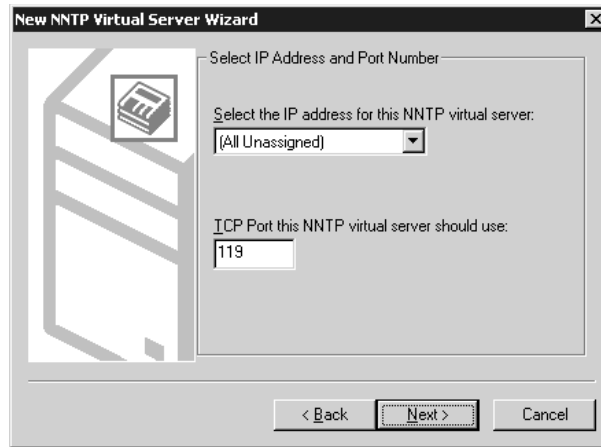 New NNTP Virtual Server Wizard
Select IP Address and Port Number
Select the IP address for this NNTP virtual server:
(All Unassigned)
TCP Port this NNTP virtual server should use:
119
< Back Next > Cancel